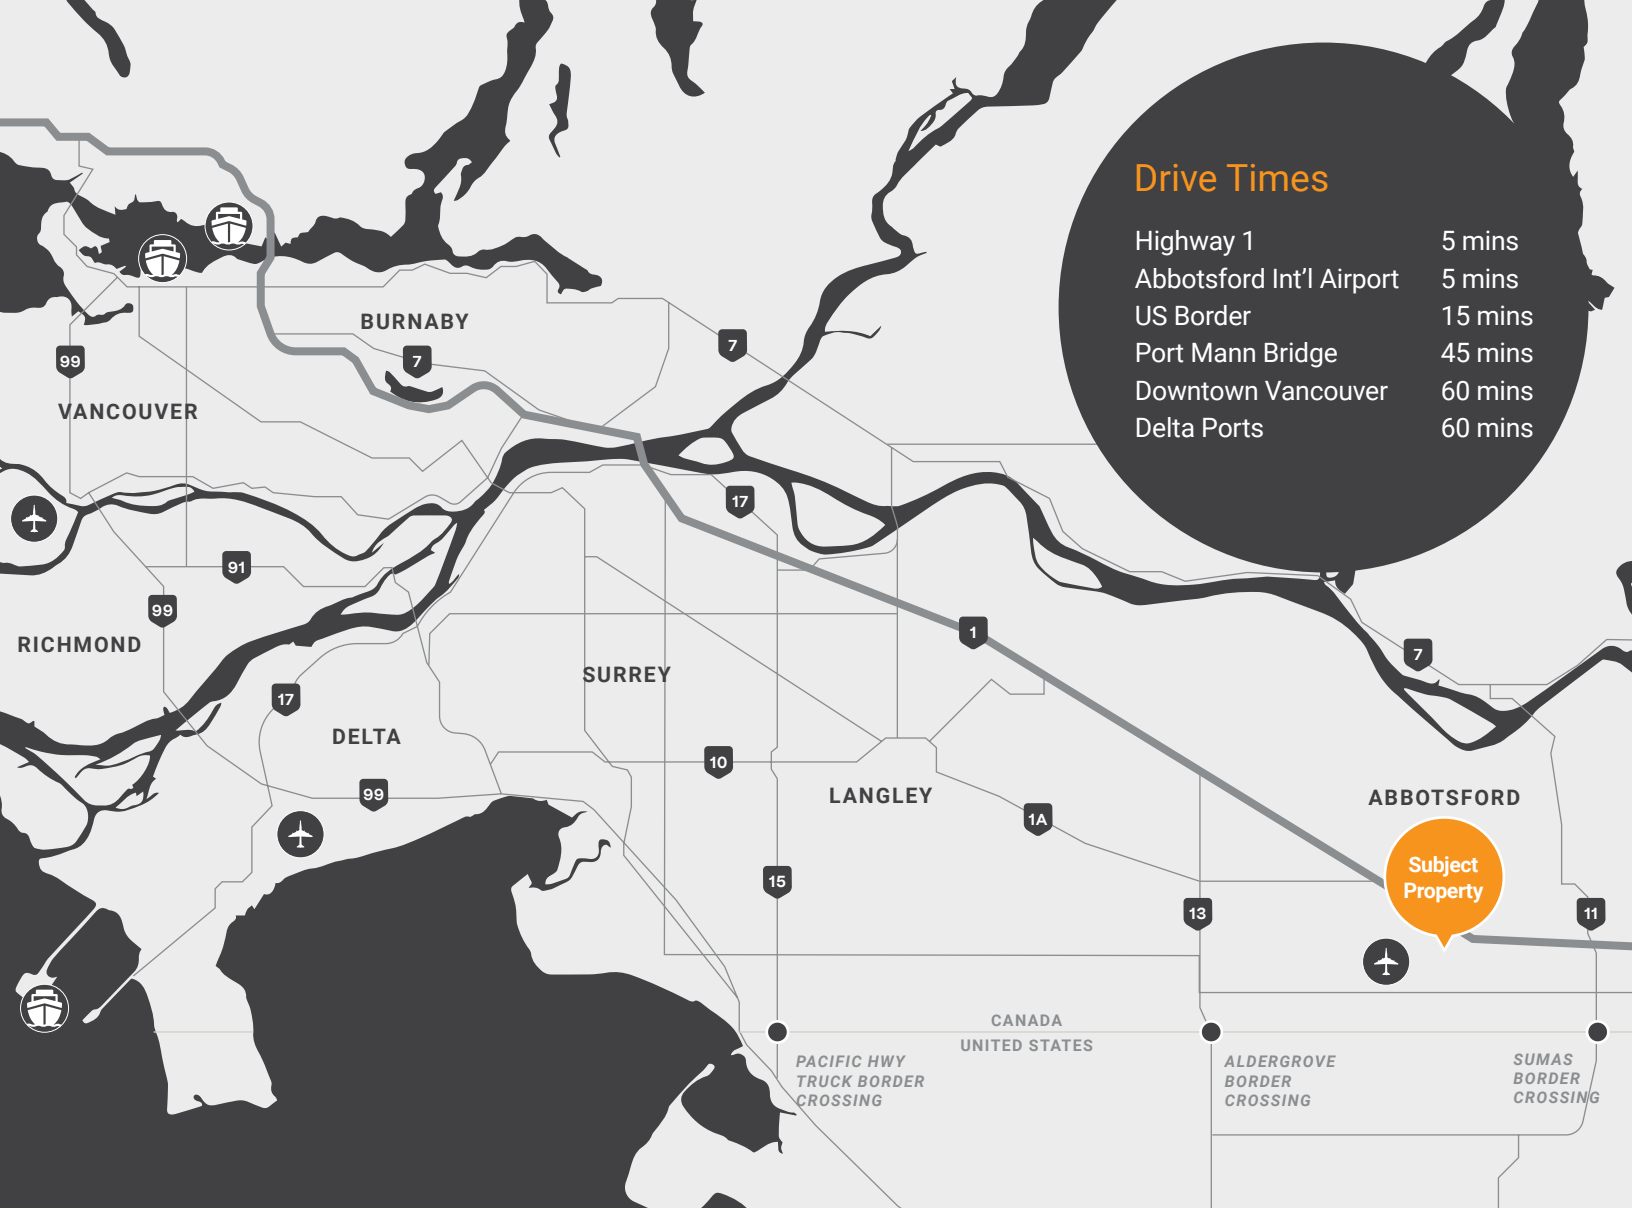 Drive Times
Highway 1 5 mins
Abbotsford Int'l Airport 5 mins
US Border 15 mins
Port Mann Bridge 45 mins
Downtown Vancouver 60 mins
Delta Ports 60 mins
BURNABY
7
7
99
VANCOUVER
17
91
99
1
RICHMOND
7
SURREY
17
DELTA
10
99
LANGLEY
ABBOTSFORD
1A
Subject
Property
15
13
11
CANADA
UNITED STATES
PACIFIC HWY
TRUCK BORDER
CROSSING
ALDERGROVE
BORDER
CROSSING
SUMAS
BORDER
CROSSING